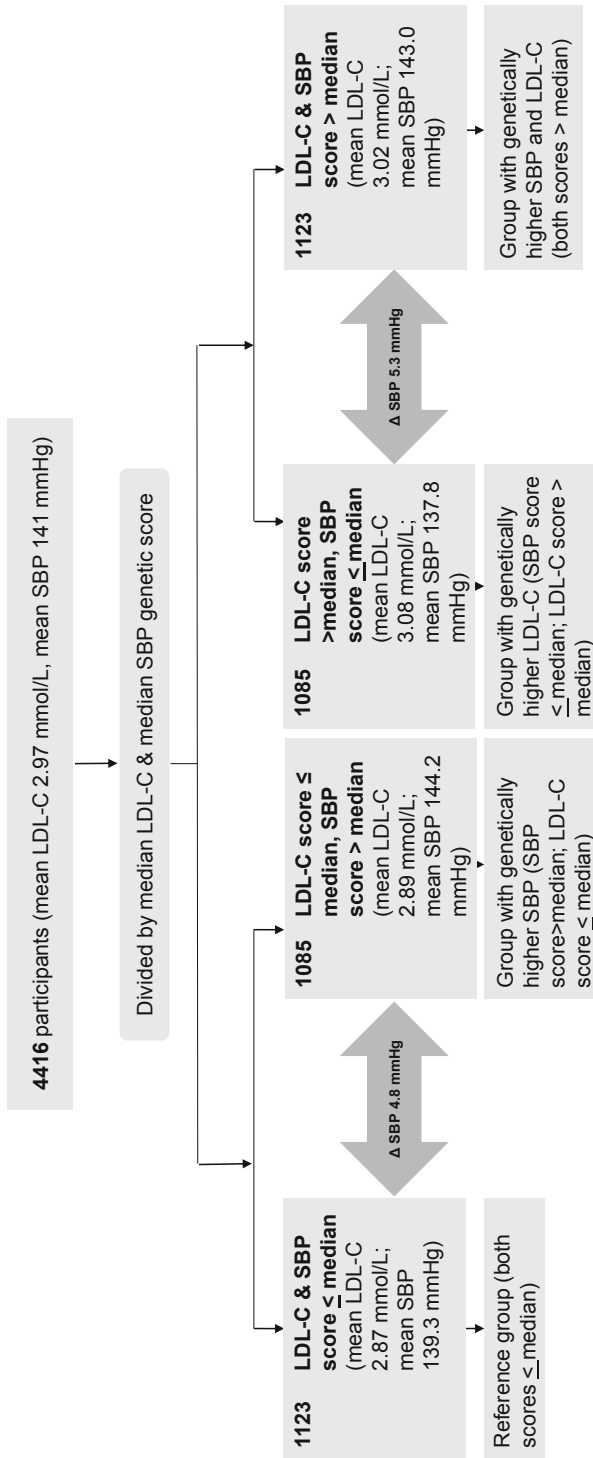 4416 participants (mean LDL-C 2.97 mmol/L, mean SBP 141 mmHg)
Divided by median LDL-C & median SBP genetic score
1123 LDL-C & SBP
score < median
(mean LDL-C
2.87 mmol/L;
mean SBP
139.3 mmHg)
Δ SBP 4.8 mmHg
1085 LDL-C score ≤
median, SBP
score > median
(mean LDL-C
2.89 mmol/L;
mean SBP 144.2
mmHg)
1085 LDL-C score
>median, SBP
score < median
(mean LDL-C
3.08 mmol/L;
mean SBP 137.8
mmHg)
Δ SBP 5.3 mmHg
1123 LDL-C & SBP
score > median
(mean LDL-C
3.02 mmol/L;
mean SBP 143.0
mmHg)
Reference group (both
scores < median)
Group with genetically
higher SBP (SBP
score>median; LDL-C
score < median)
Group with genetically
higher LDL-C (SBP score
< median; LDL-C score >
median)
Group with genetically
higher SBP and LDL-C
(both scores > median)